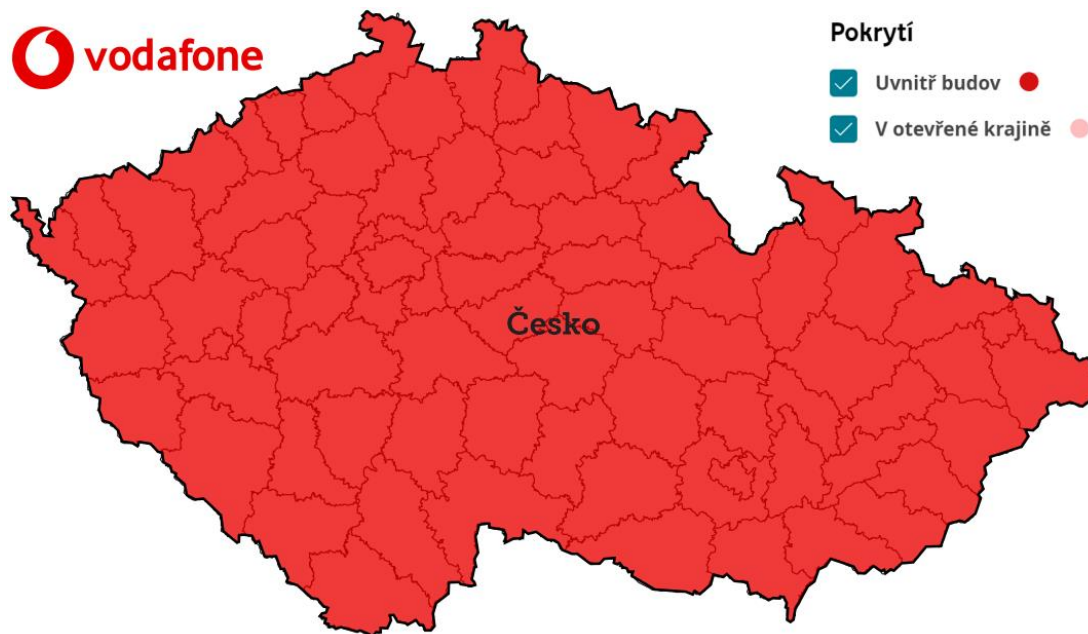 vodafone
Pokrytí
Uvnitř budov
V otevřené krajině
Česko